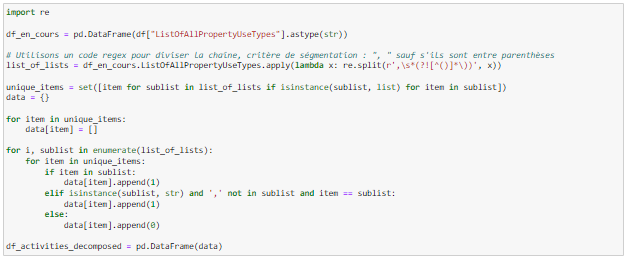 import re
df_en_cours = pd.DataFrame(df["ListOfAllPropertyUseTypes"].astype(str))
# Utilisons un code regex pour diviser la chaîne, critère de ségmentation : ", " sauf s'ils sont entre parenthèses
list_of_lists = df_en_cours.ListOfAllPropertyUseTypes.apply(lambda x: re.split(r',\s*(?![^()]*\))', x))
unique_items = set([item for sublist in list_of_lists if isinstance(sublist, list) for item in sublist])
data = {}
for item in unique_items:
    data[item] = []
for i, sublist in enumerate(list_of_lists):
    for item in unique_items:
        if item in sublist:
            data[item].append(1)
        elif isinstance(sublist, str) and ',' not in sublist and item == sublist:
            data[item].append(1)
        else:
            data[item].append(0)
df_activities_decomposed = pd.DataFrame(data)